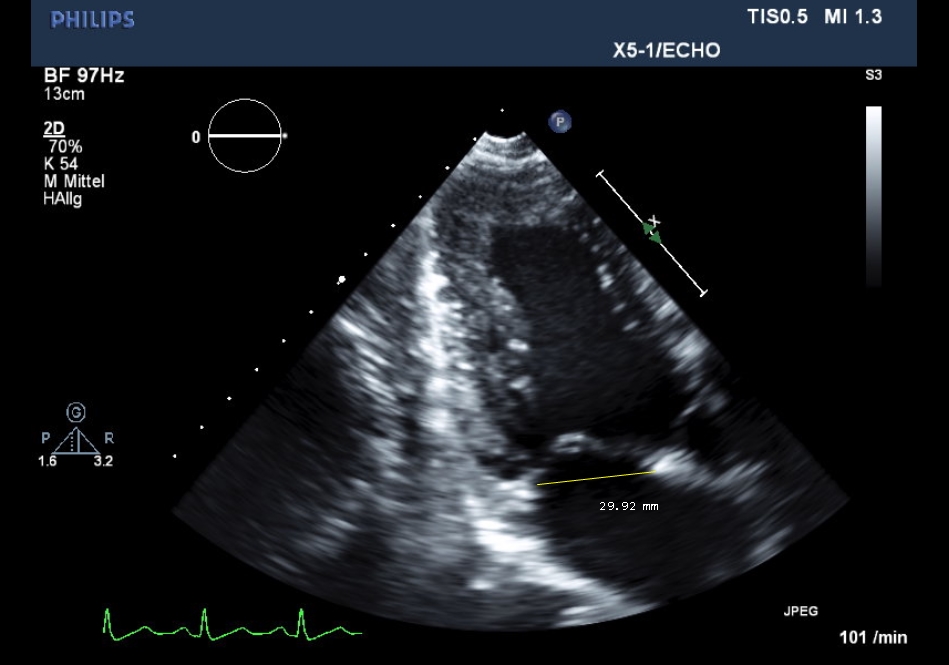 PHILIPS
TIS0.5 MI 1.3
X5-1/ECHO
BF 97Hz
13cm
S3
2D
70%
K 54
M Mittel
HAllg
0
P
X
G
P R
1.6 3.2
29.92 mm
JPEG
101 /min